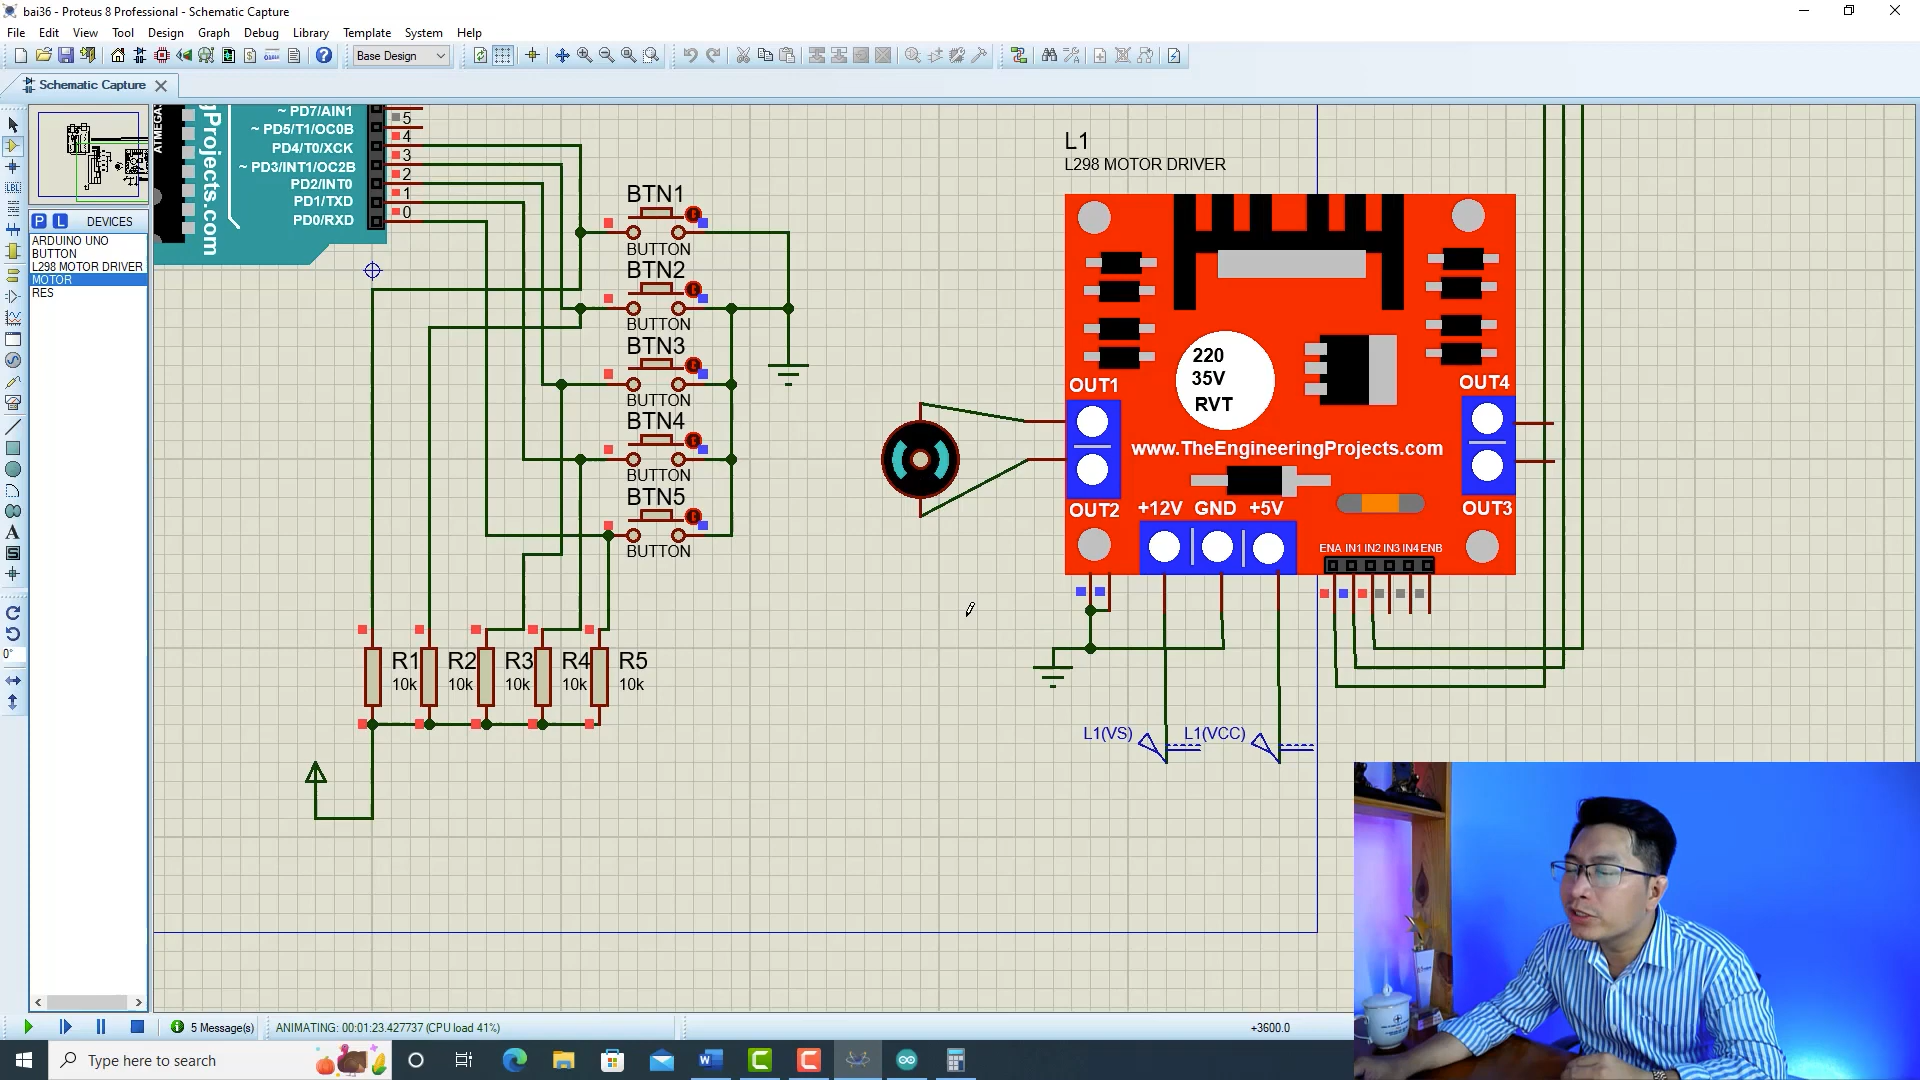 bai36 - Proteus 8 Professional - Schematic Capture
File Edit View Tool Design Graph Debug Library Template System Help
Base Design
Schematic Capture
P L DEVICES
ARDUINO UNO
BUTTON
L298 MOTOR DRIVER
MOTOR
RES
0°
gProjects.com
~ PD7/AIN1
~ PD5/T1/OC0B 5
PD4/T0/XCK 4
~ PD3/INT1/OC2B 3
PD2/INT0 2
PD1/TXD 1
PD0/RXD 0
BTN1
BUTTON
BTN2
BUTTON
BTN3
BUTTON
BTN4
BUTTON
BTN5
BUTTON
R1 R2 R3 R4 R5
10k 10k 10k 10k 10k
L1
L298 MOTOR DRIVER
220
35V
RVT
OUT1
OUT4
www.TheEngineeringProjects.com
OUT2
+12V GND +5V
OUT3
ENA IN1 IN2 IN3 IN4 ENB
L1(VS)
L1(VCC)
5 Message(s)
ANIMATING: 00:01:23.427737 (CPU load 41%)
+3600.0
Type here to search